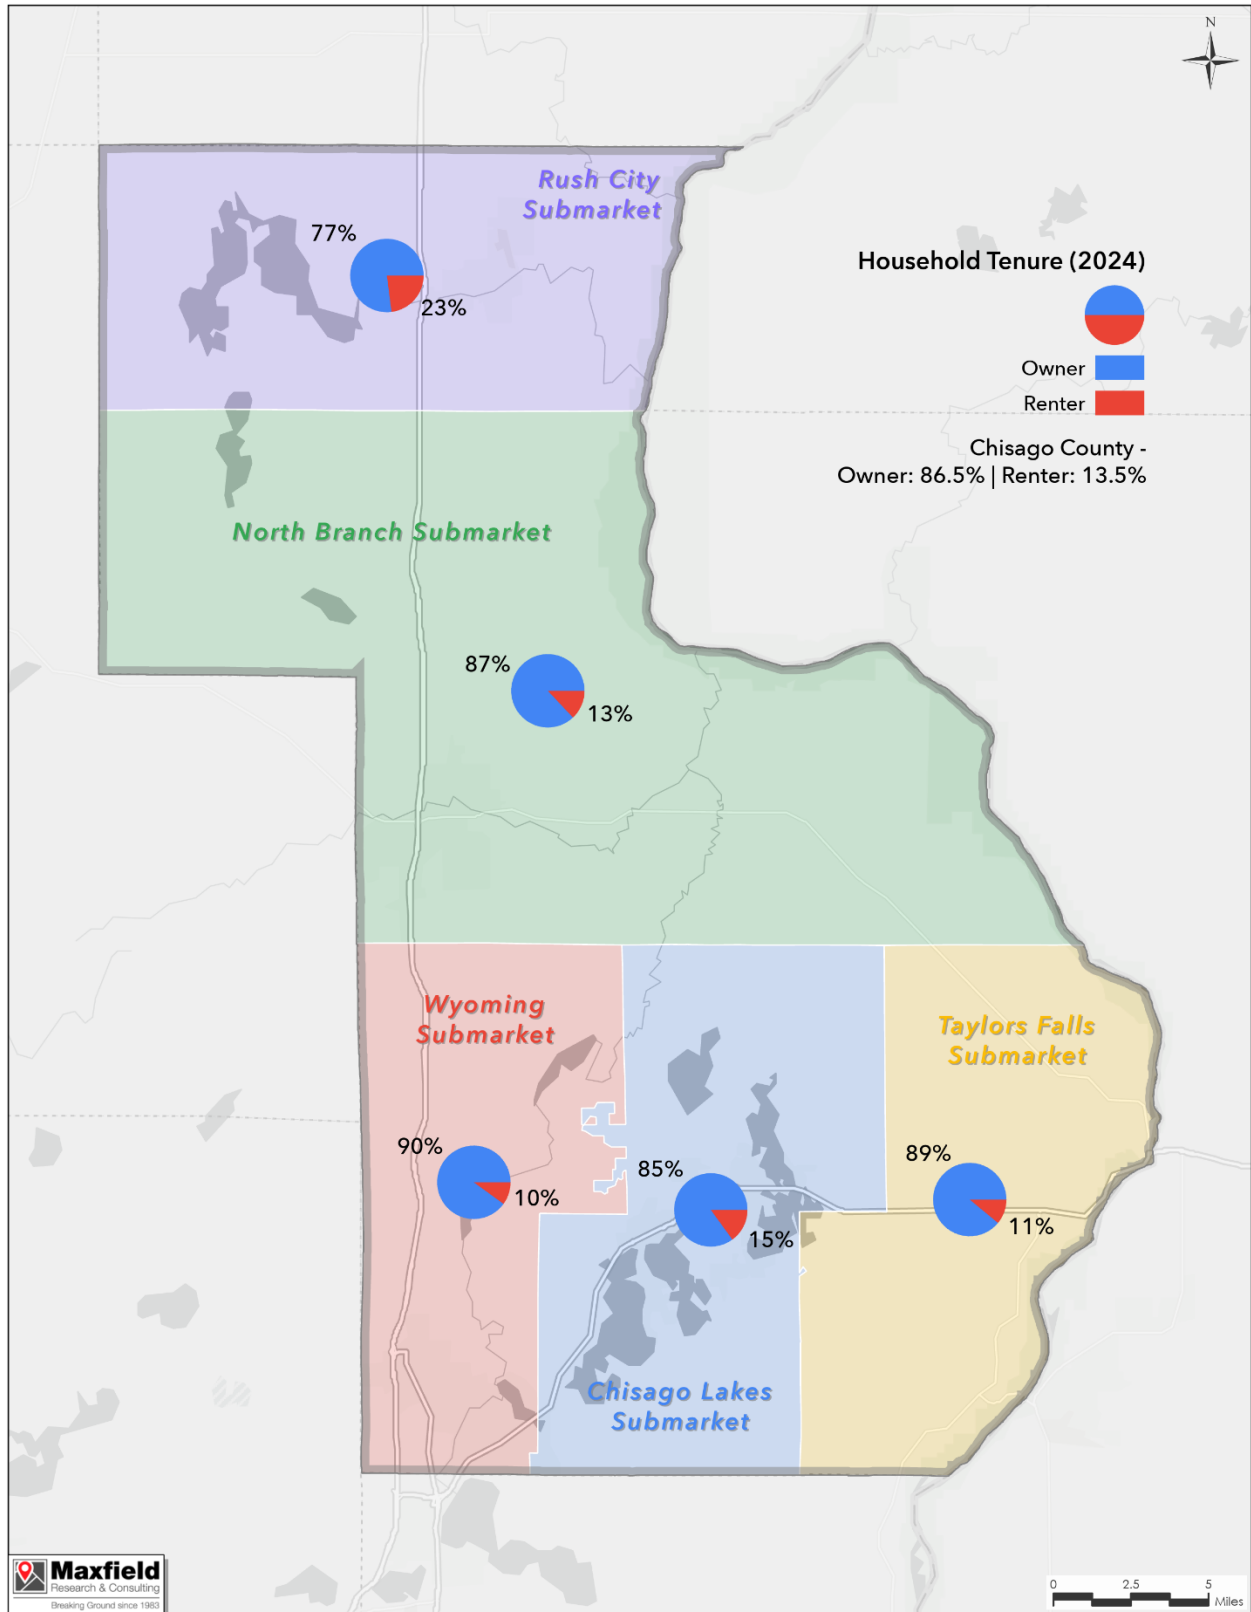 N
Rush City
Submarket
77%
23%
Household Tenure (2024)
Owner
Renter
Chisago County -
Owner: 86.5% | Renter: 13.5%
North Branch Submarket
87%
13%
Wyoming
Submarket
Taylors Falls
Submarket
90%
10%
85%
15%
89%
11%
Chisago Lakes
Submarket
Maxfield
Research & Consulting
Breaking Ground since 1983
0 2.5 5
Miles